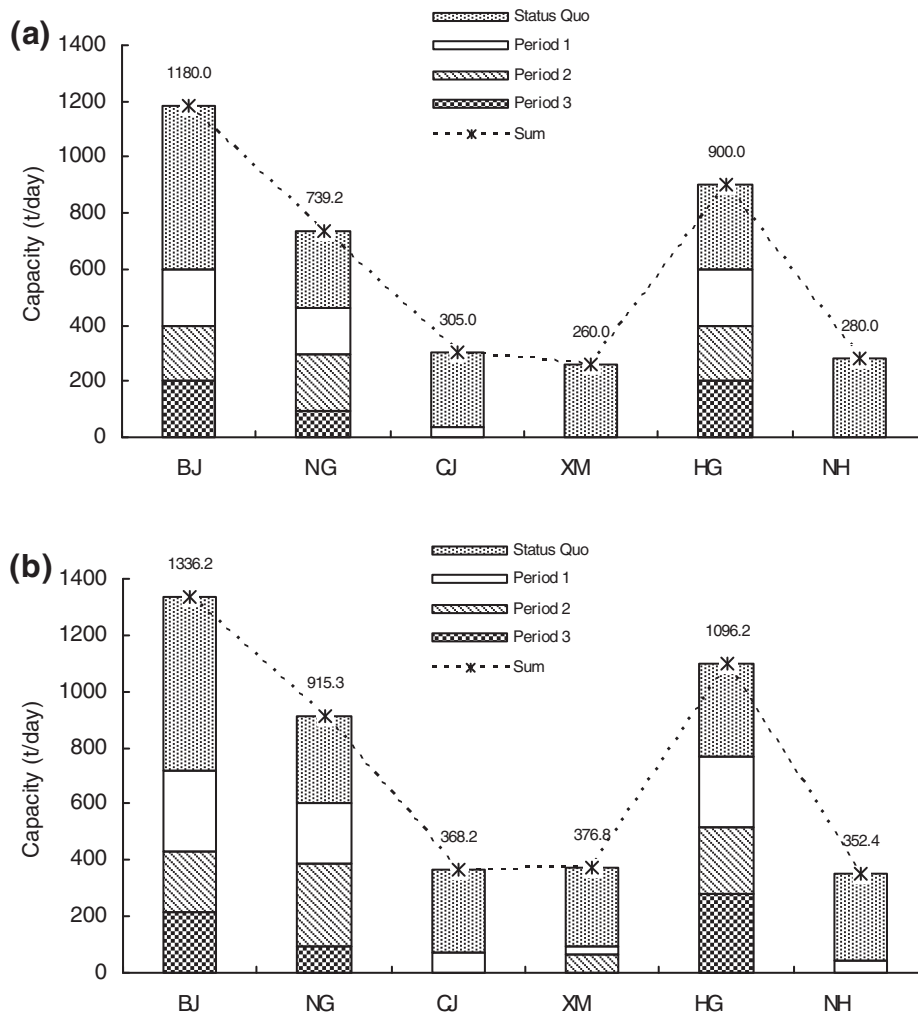 (a)
Status Quo
Period 1
Period 2
Period 3
Sum
Capacity (t/day)
1400
1200
1000
800
600
400
200
0
1180.0
739.2
305.0
260.0
900.0
280.0
BJ NG CJ XM HG NH
(b)
Status Quo
Period 1
Period 2
Period 3
Sum
Capacity (t/day)
1400
1200
1000
800
600
400
200
0
1336.2
915.3
368.2
376.8
1096.2
352.4
BJ NG CJ XM HG NH